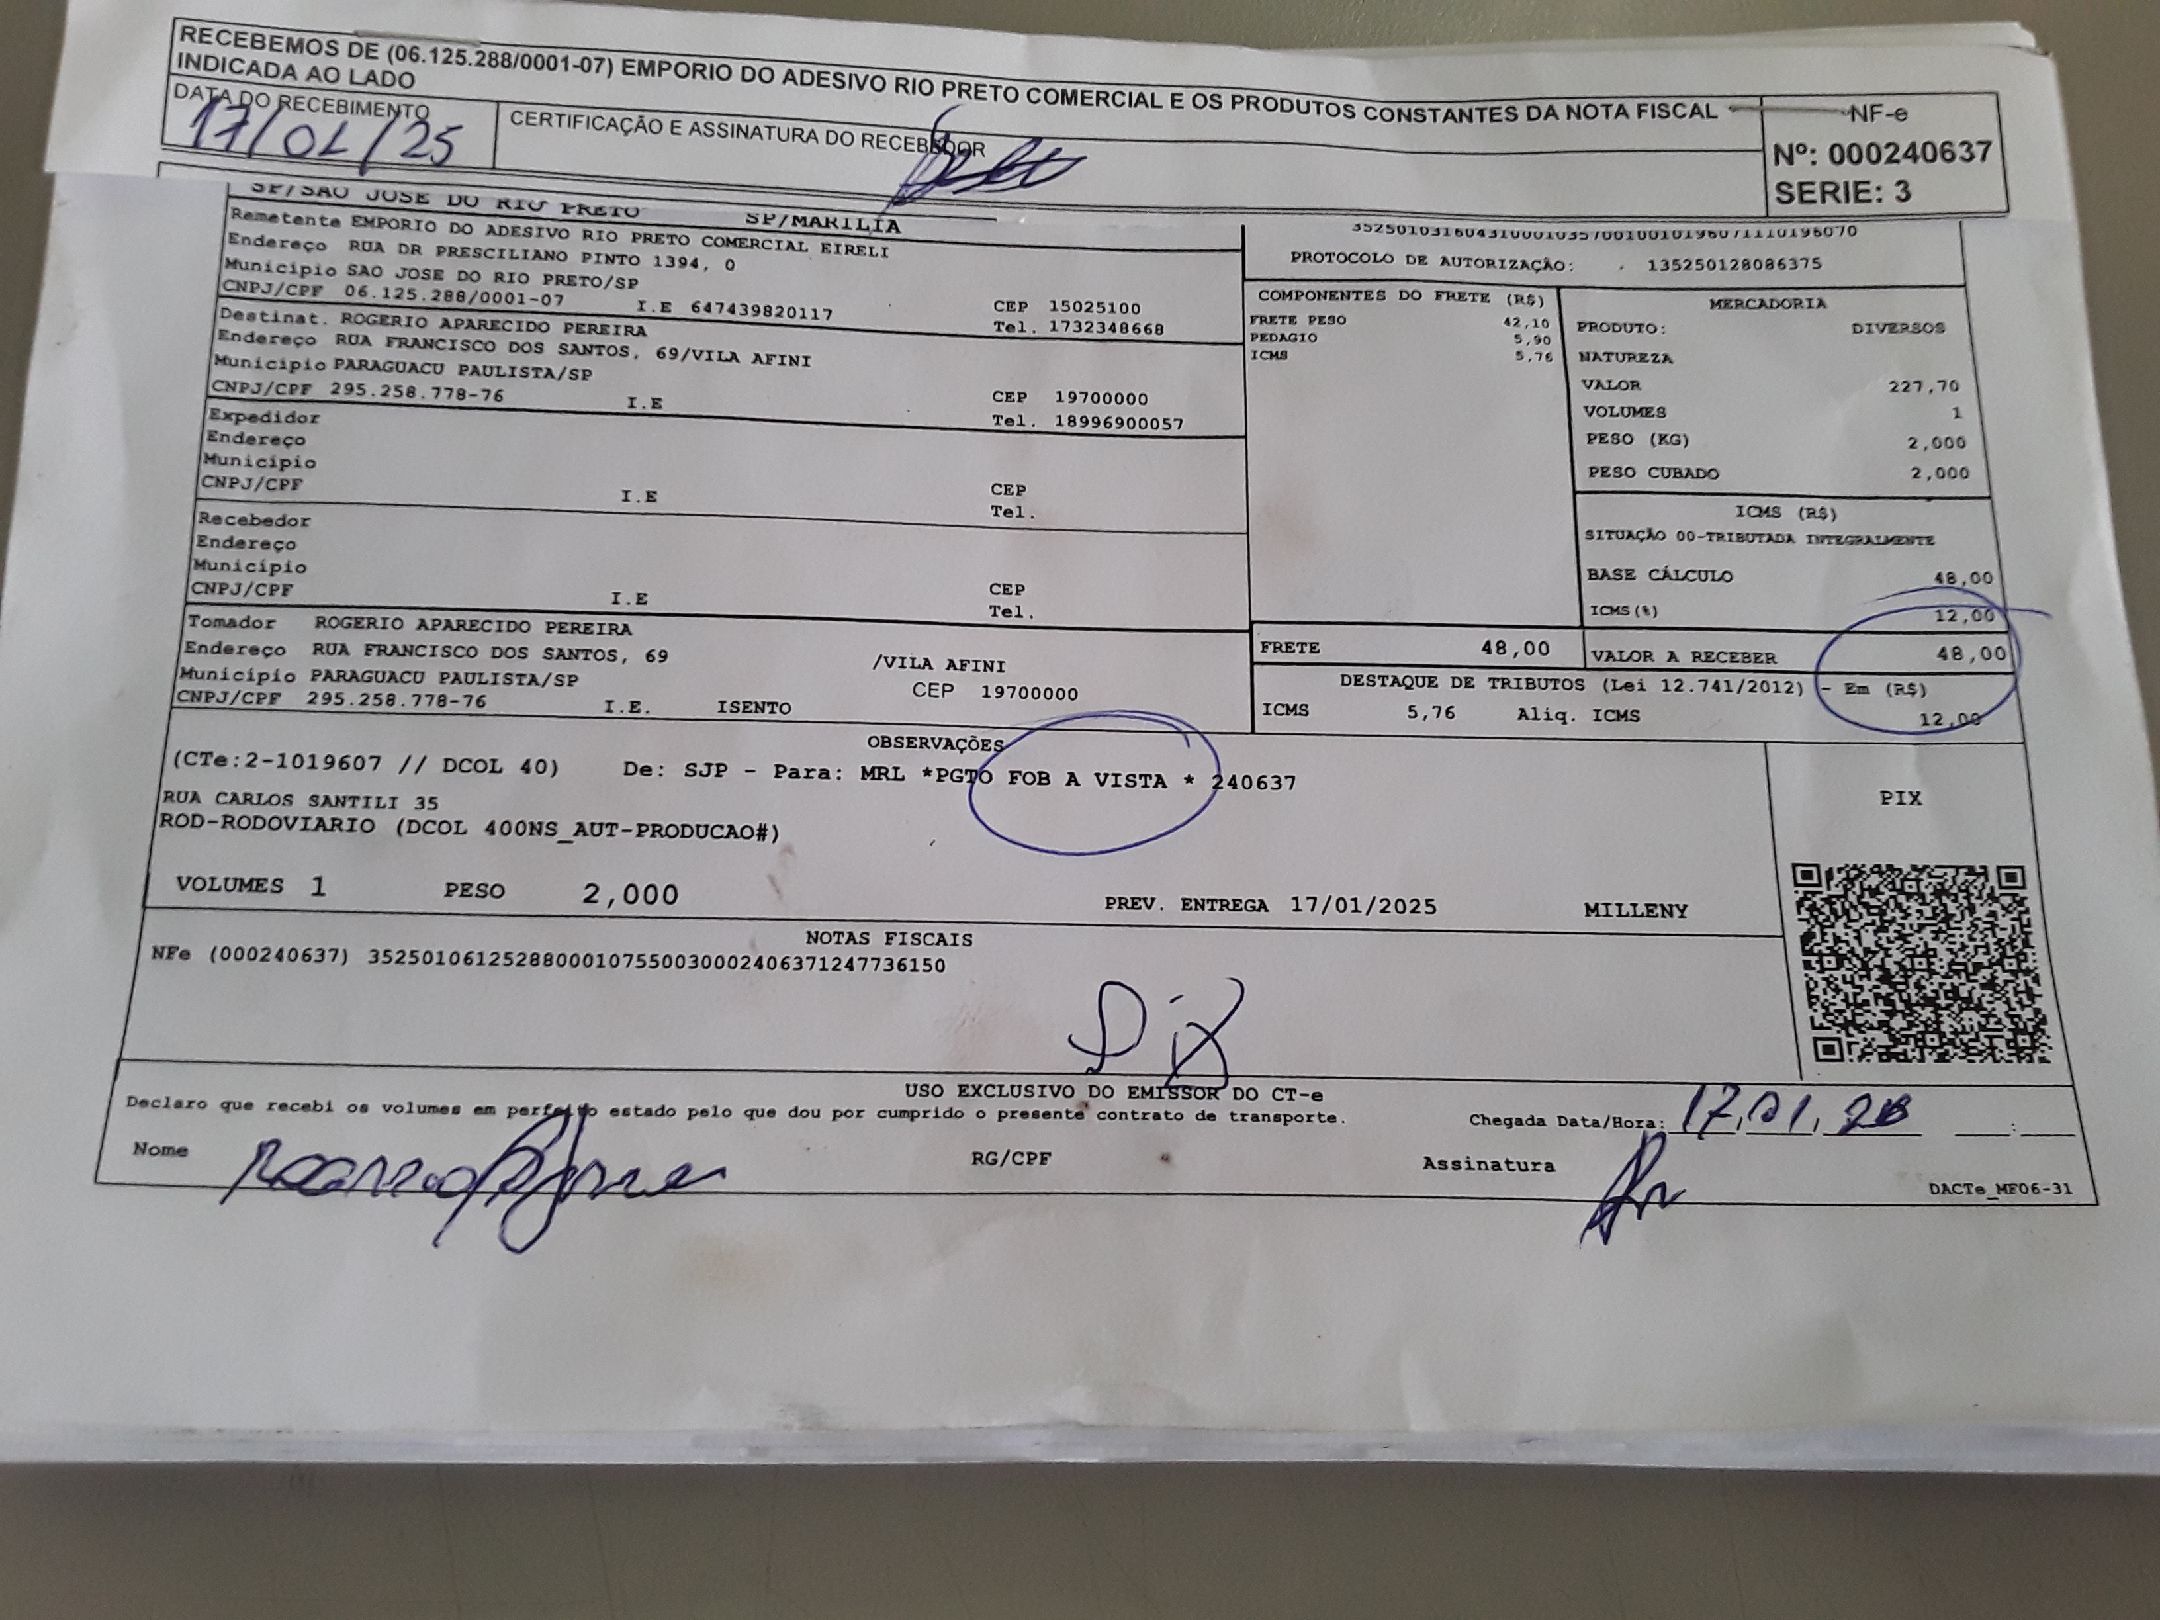 RECEBEMOS DE (06.125.288/0001-07) EMPORIO DO ADESIVO RIO PRETO COMERCIAL E OS PRODUTOS CONSTANTES DA NOTA FISCAL
INDICADA AO LADO
DATA DO RECEBIMENTO
17/01/25
CERTIFICAÇÃO E ASSINATURA DO RECEBEDOR
NF-e
Nº: 000240637
SERIE: 3
SP/SAO JOSE DO RIO PRETO SP/MARILIA
Remetente EMPORIO DO ADESIVO RIO PRETO COMERCIAL EIRELI
Endereço RUA DR PRESCILIANO PINTO 1394, 0
Município SAO JOSE DO RIO PRETO/SP CEP 15025100
CNPJ/CPF 06.125.288/0001-07 I.E 647439820117 Tel. 1732348668
Destinat. ROGERIO APARECIDO PEREIRA
Endereço RUA FRANCISCO DOS SANTOS, 69/VILA AFINI
Município PARAGUACU PAULISTA/SP CEP 19700000
CNPJ/CPF 295.258.778-76 I.E Tel. 18996900057
Expedidor
Endereço
Município CEP
CNPJ/CPF I.E Tel.
Recebedor
Endereço
Município CEP
CNPJ/CPF I.E Tel.
Tomador ROGERIO APARECIDO PEREIRA
Endereço RUA FRANCISCO DOS SANTOS, 69 /VILA AFINI
Município PARAGUACU PAULISTA/SP CEP 19700000
CNPJ/CPF 295.258.778-76 I.E. ISENTO
PROTOCOLO DE AUTORIZAÇÃO: 135250128086375
COMPONENTES DO FRETE (R$)
FRETE PESO 42,10
PEDAGIO 5,90
ICMS 5,76
MERCADORIA
PRODUTO: DIVERSOS
NATUREZA
VALOR 227,70
VOLUMES 1
PESO (KG) 2,000
PESO CUBADO 2,000
ICMS (R$)
SITUAÇÃO 00-TRIBUTADA INTEGRALMENTE
BASE CÁLCULO 48,00
ICMS(%) 12,00
FRETE 48,00 VALOR A RECEBER 48,00
DESTAQUE DE TRIBUTOS (Lei 12.741/2012) - Em (R$)
ICMS 5,76 Aliq. ICMS 12,00
OBSERVAÇÕES
(CTe:2-1019607 // DCOL 40) De: SJP - Para: MRL *PGTO FOB A VISTA * 240637
RUA CARLOS SANTILI 35
ROD-RODOVIARIO (DCOL 400NS_AUT-PRODUCAO#)
PIX
VOLUMES 1 PESO 2,000 PREV. ENTREGA 17/01/2025 MILLENY
NOTAS FISCAIS
NFe (000240637) 35250106125288000107550030002406371247736150
Pix
USO EXCLUSIVO DO EMISSOR DO CT-e
Declaro que recebi os volumes em perfeito estado pelo que dou por cumprido o presente contrato de transporte.
Chegada Data/Hora: 17.01. :
Nome RG/CPF Assinatura
DACTe_MF06-31